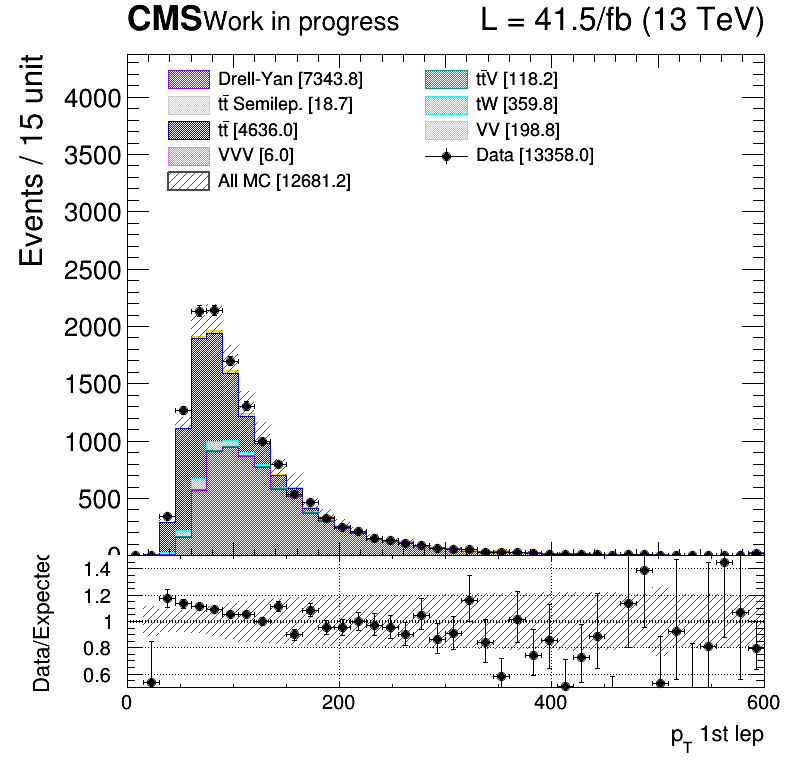 CMS Work in progress L = 41.5/fb (13 TeV)
Events / 15 unit
Drell-Yan [7343.8]
tt̄ Semilep. [18.7]
tt̄ [4636.0]
VVV [6.0]
All MC [12681.2]
tt̄V [118.2]
tW [359.8]
VV [198.8]
Data [13358.0]
4000
3500
3000
2500
2000
1500
1000
500
0
Data/Expected
1.4
1.2
1
0.8
0.6
0 200 400 600
p_T 1st lep